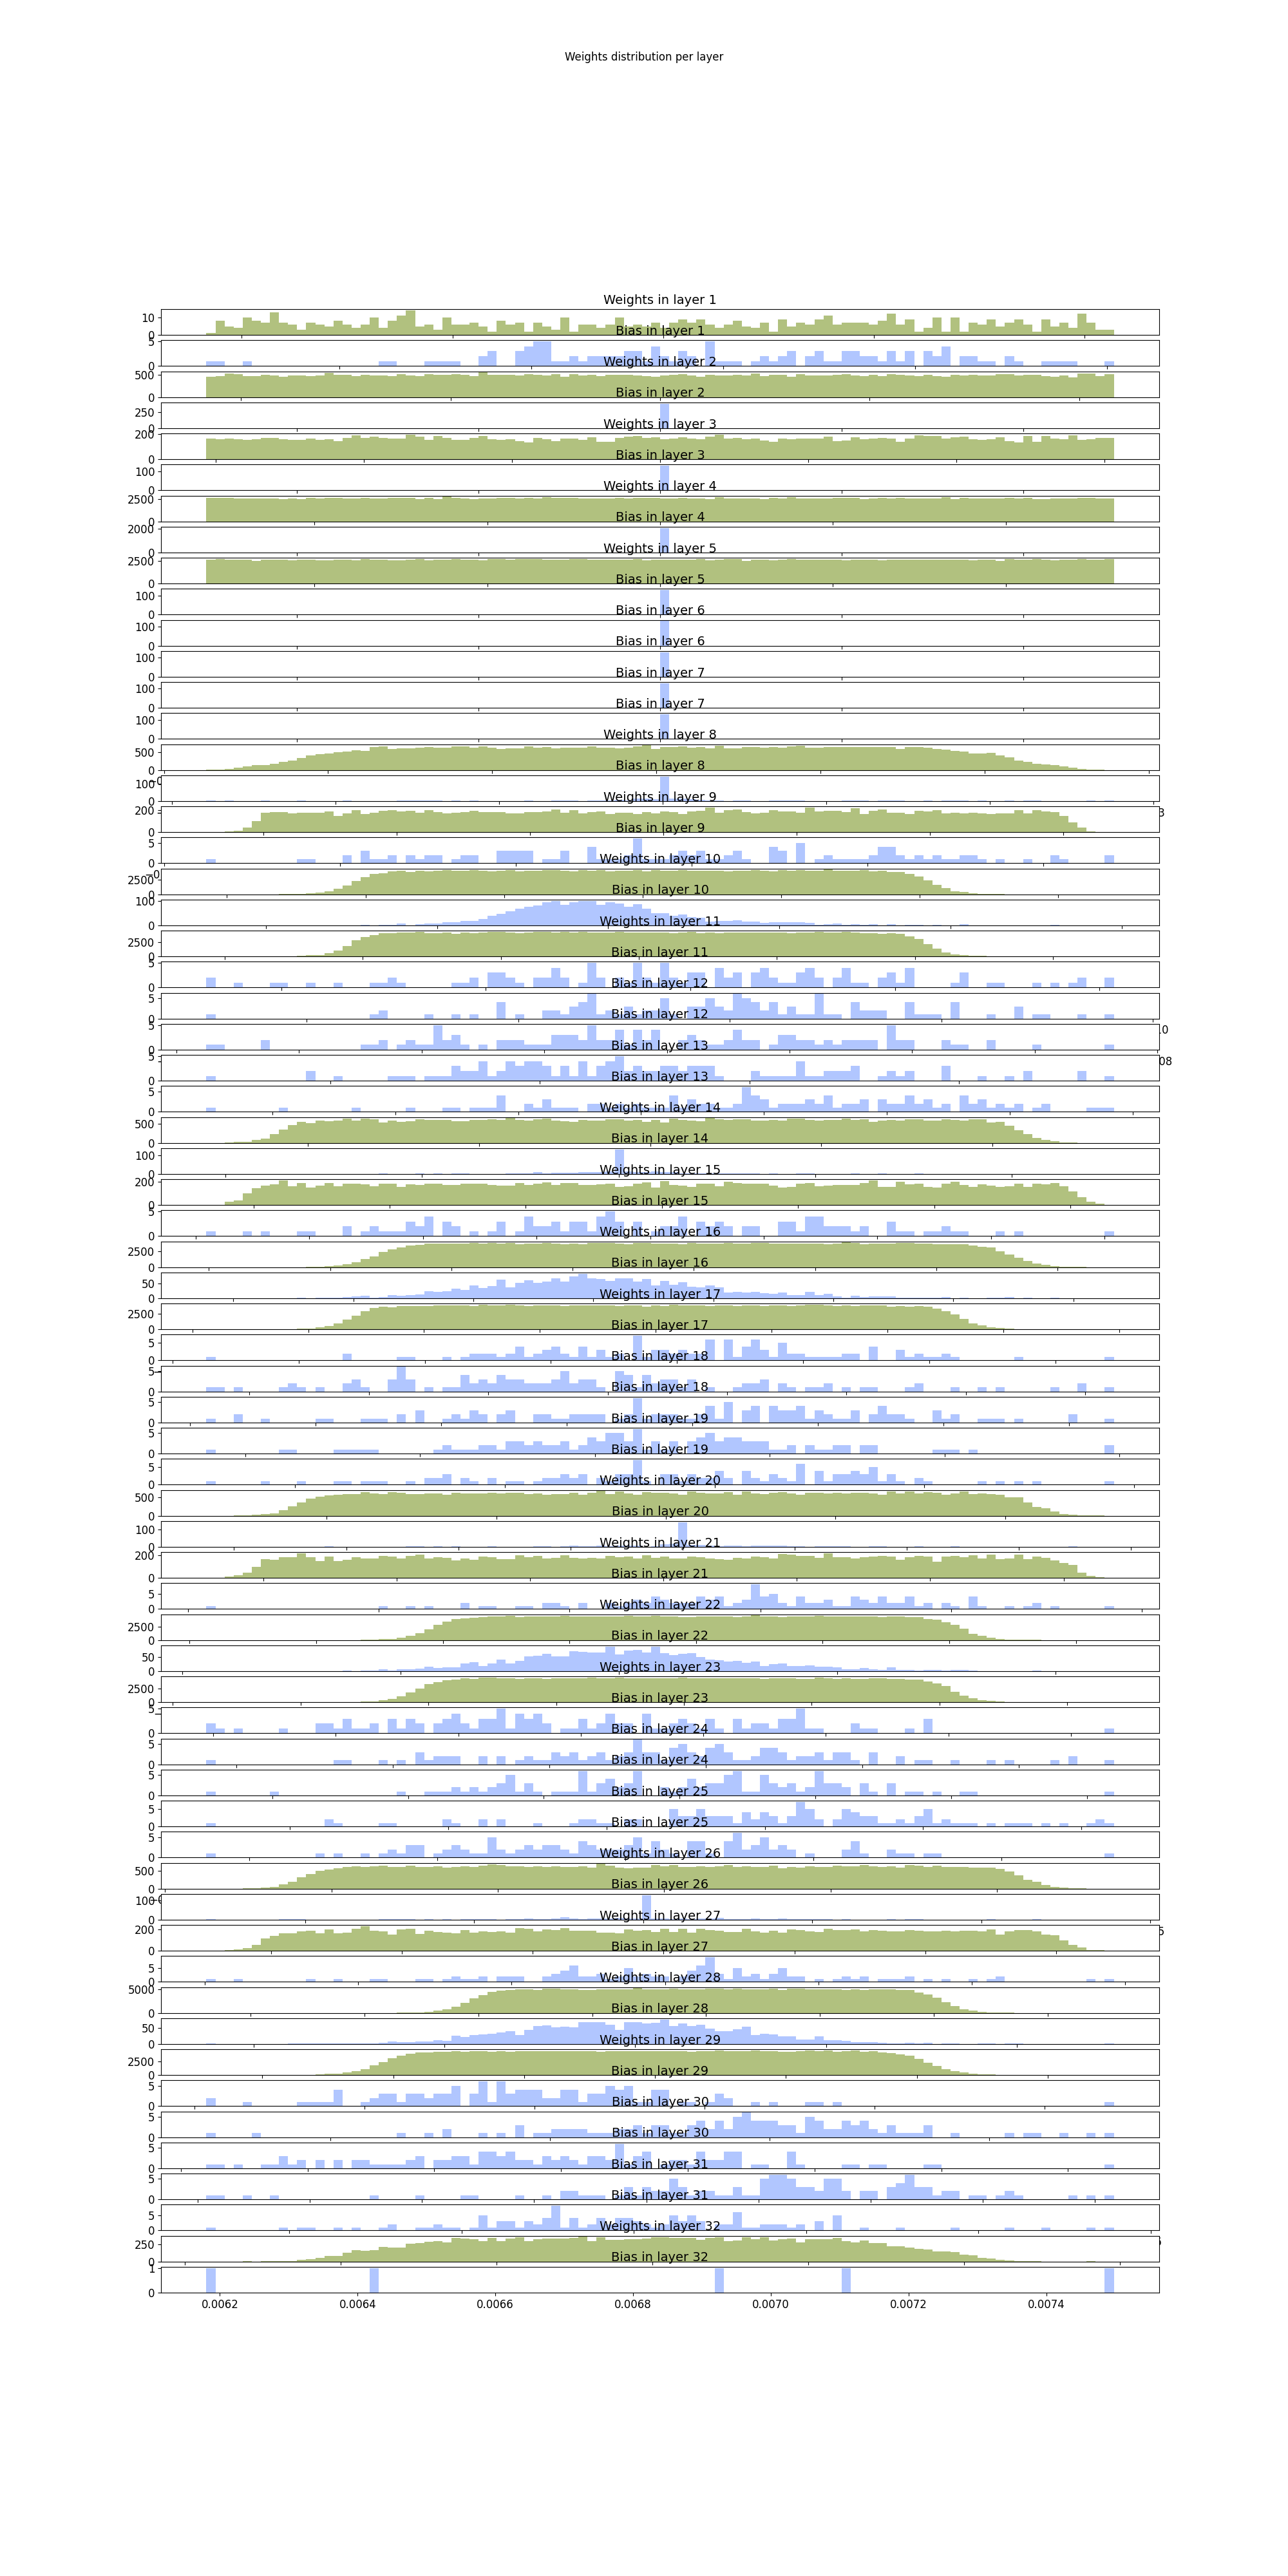 Weights distribution per layer
Weights in layer 1
10
0
Bias in layer 1
5
0
Weights in layer 2
500
0
Bias in layer 2
250
0
Weights in layer 3
200
0
Bias in layer 3
100
0
Weights in layer 4
2500
0
Bias in layer 4
2000
0
Weights in layer 5
2500
0
Bias in layer 5
100
0
Bias in layer 6
100
0
Bias in layer 6
100
0
Bias in layer 7
100
0
Bias in layer 7
100
0
Weights in layer 8
500
0
Bias in layer 8
100
0
Weights in layer 9
3
200
0
Bias in layer 9
5
0
Weights in layer 10
2500
0
Bias in layer 10
100
0
Weights in layer 11
2500
0
Bias in layer 11
5
0
Bias in layer 12
5
0
Bias in layer 12
5
0
Bias in layer 13
5
0
Bias in layer 13
5
0
Weights in layer 14
500
0
Bias in layer 14
100
0
Weights in layer 15
200
0
Bias in layer 15
5
0
Weights in layer 16
2500
0
Bias in layer 16
50
0
Weights in layer 17
2500
0
Bias in layer 17
5
0
Bias in layer 18
5
0
Bias in layer 18
5
0
Bias in layer 19
5
0
Bias in layer 19
5
0
Weights in layer 20
500
0
Bias in layer 20
100
0
Weights in layer 21
200
0
Bias in layer 21
5
0
Weights in layer 22
2500
0
Bias in layer 22
50
0
Weights in layer 23
2500
0
Bias in layer 23
5
0
Bias in layer 24
5
0
Bias in layer 24
5
0
Bias in layer 25
5
0
Bias in layer 25
5
0
Weights in layer 26
500
0
Bias in layer 26
100
0
Weights in layer 27
200
0
Bias in layer 27
5
0
Weights in layer 28
5000
0
Bias in layer 28
50
0
Weights in layer 29
2500
0
Bias in layer 29
5
0
Bias in layer 30
5
0
Bias in layer 30
5
0
Bias in layer 31
5
0
Bias in layer 31
5
0
Weights in layer 32
250
0
Bias in layer 32
1
0
0.0062 0.0064 0.0066 0.0068 0.0070 0.0072 0.0074